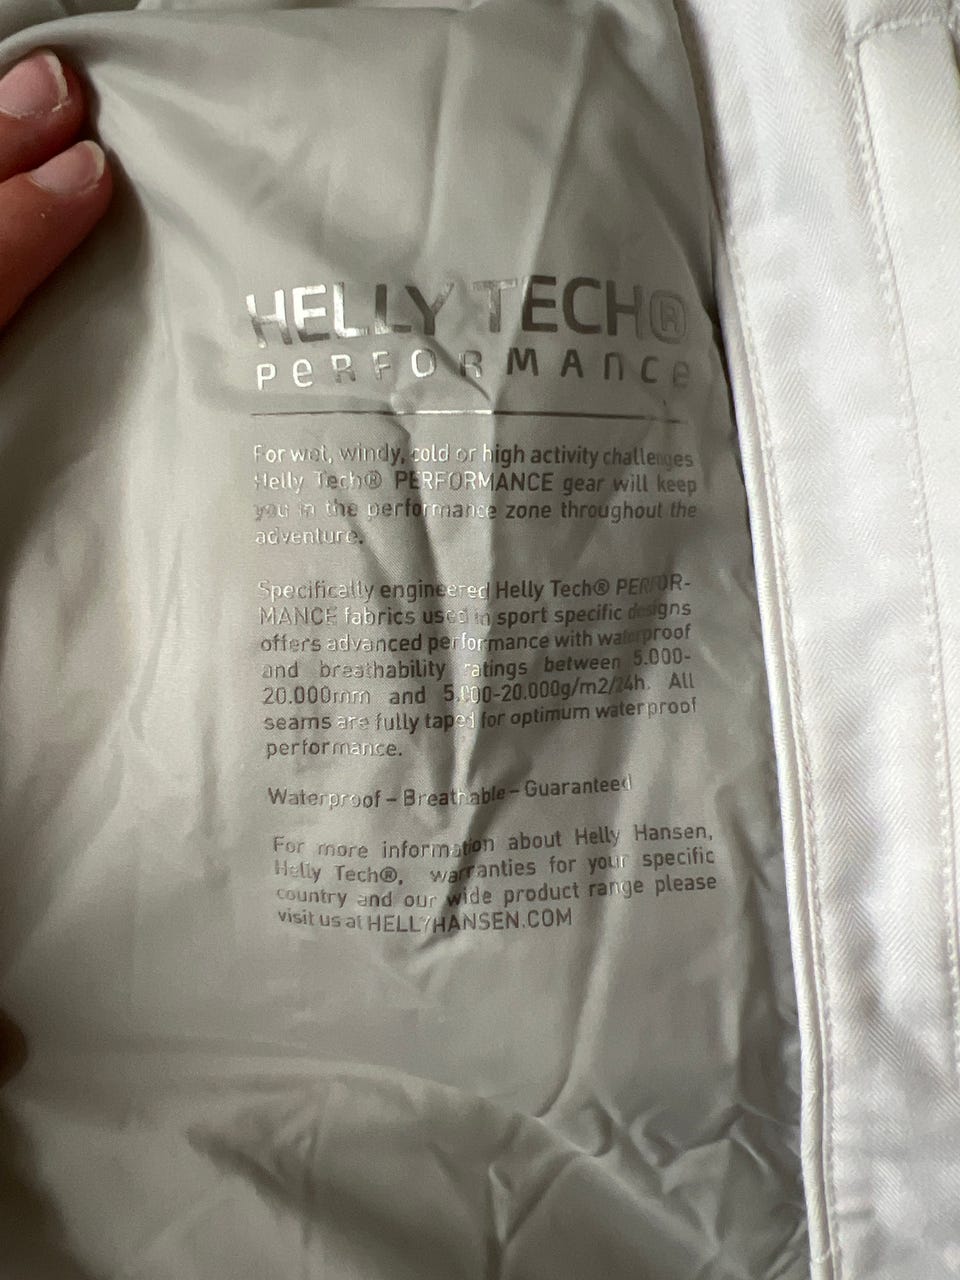 HELLY TECH®
PERFORMANCE
For wet, windy, cold or high activity challenges
Helly Tech® PERFORMANCE gear will keep
you in the performance zone throughout the
adventure.
Specifically engineered Helly Tech® PERFOR-
MANCE fabrics used in sport specific designs
offers advanced performance with waterproof
and breathability ratings between 5.000-
20.000mm and 5.000-20.000g/m2/24h. All
seams are fully taped for optimum waterproof
performance.
Waterproof – Breathable – Guaranteed
For more information about Helly Hansen,
Helly Tech®, warranties for your specific
country and our wide product range please
visit us at HELLYHANSEN.COM